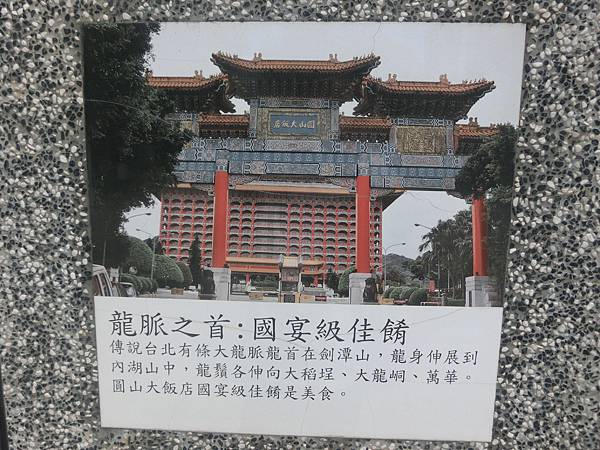 圓山大飯店
龍脈之首:國宴級佳餚
傳說台北有條大龍脈龍首在劍潭山，龍身伸展到
內湖山中，龍鬚各伸向大稻埕、大龍峒、萬華。
圓山大飯店國宴級佳餚是美食。